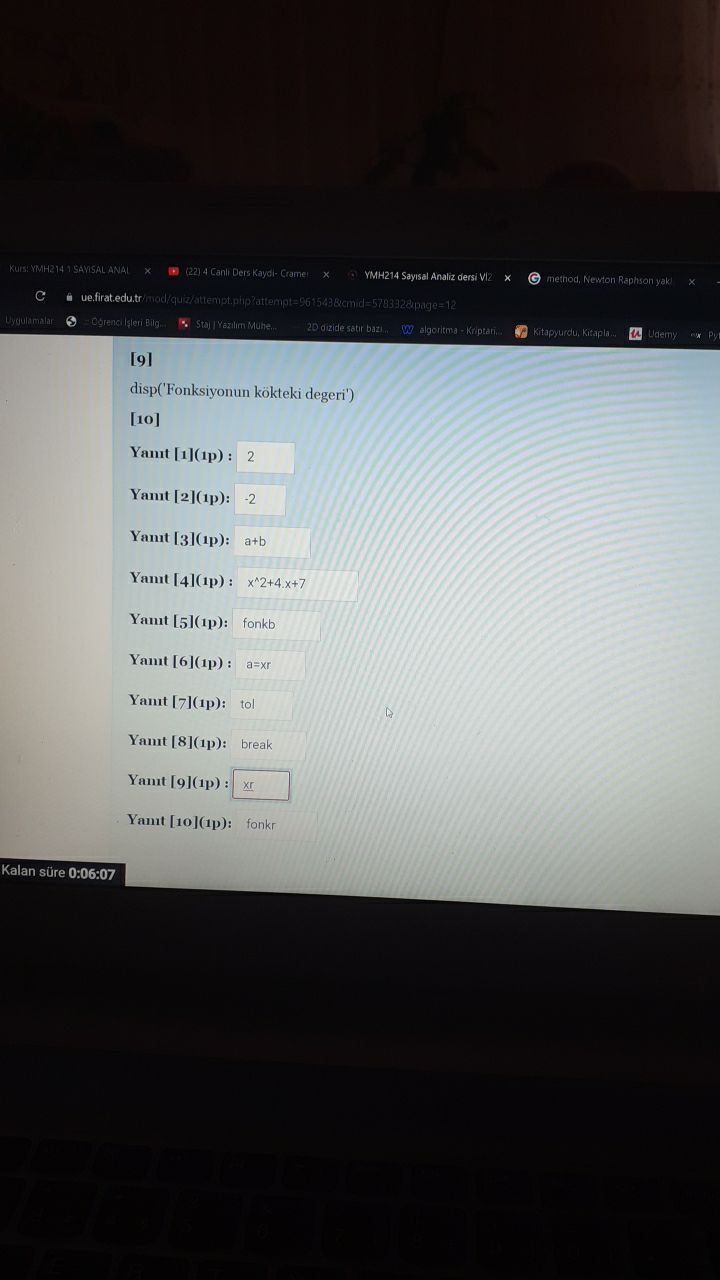 Kurs: YMH214 1 SAYISAL ANAL
(22) 4 Canli Ders Kaydi- Cramer
YMH214 Sayısal Analiz dersi Vİ2
method, Newton Raphson yakl
ue.firat.edu.tr/mod/quiz/attempt.php?attempt=961543&cmid=578332&page=12
Uygulamalar
:: Öğrenci İşleri Bilg...
Staj | Yazılım Mühe...
2D dizide satır bazı...
algoritma - Kriptari...
Kitapyurdu, Kitapla...
Udemy
Pyt
[9]
disp('Fonksiyonun kökteki degeri')
[10]
Yanıt [1](1p) : 2
Yanıt [2](1p): -2
Yanıt [3](1p): a+b
Yanıt [4](1p) : x^2+4.x+7
Yanıt [5](1p): fonkb
Yanıt [6](1p) : a=xr
Yanıt [7](1p): tol
Yanıt [8](1p): break
Yanıt [9](1p) : xr
Yanıt [10](1p): fonkr
Kalan süre 0:06:07